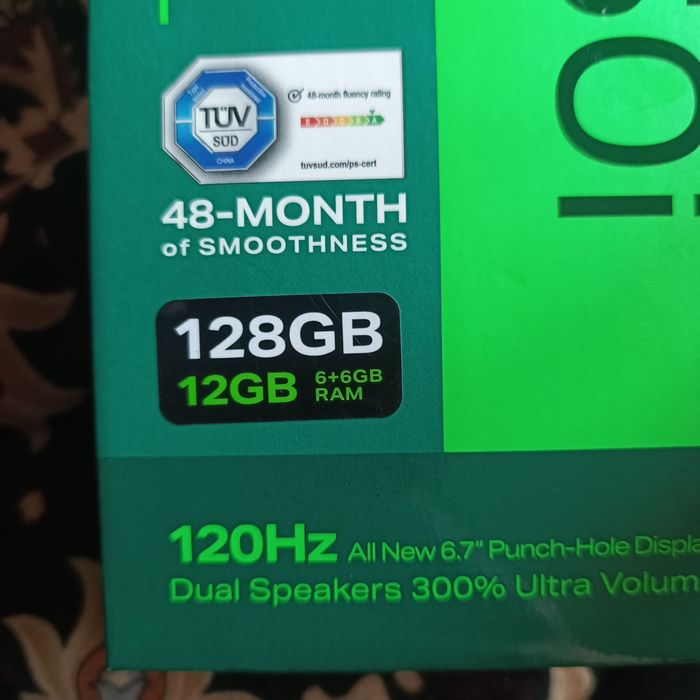 TÜV
SÜD
CHINA
48-month fluency rating
E D C B A
tuvsud.com/ps-cert
48-MONTH
of SMOOTHNESS
128GB
12GB 6+6GB
RAM
120Hz All New 6.7" Punch-Hole Displa
Dual Speakers 300% Ultra Volum